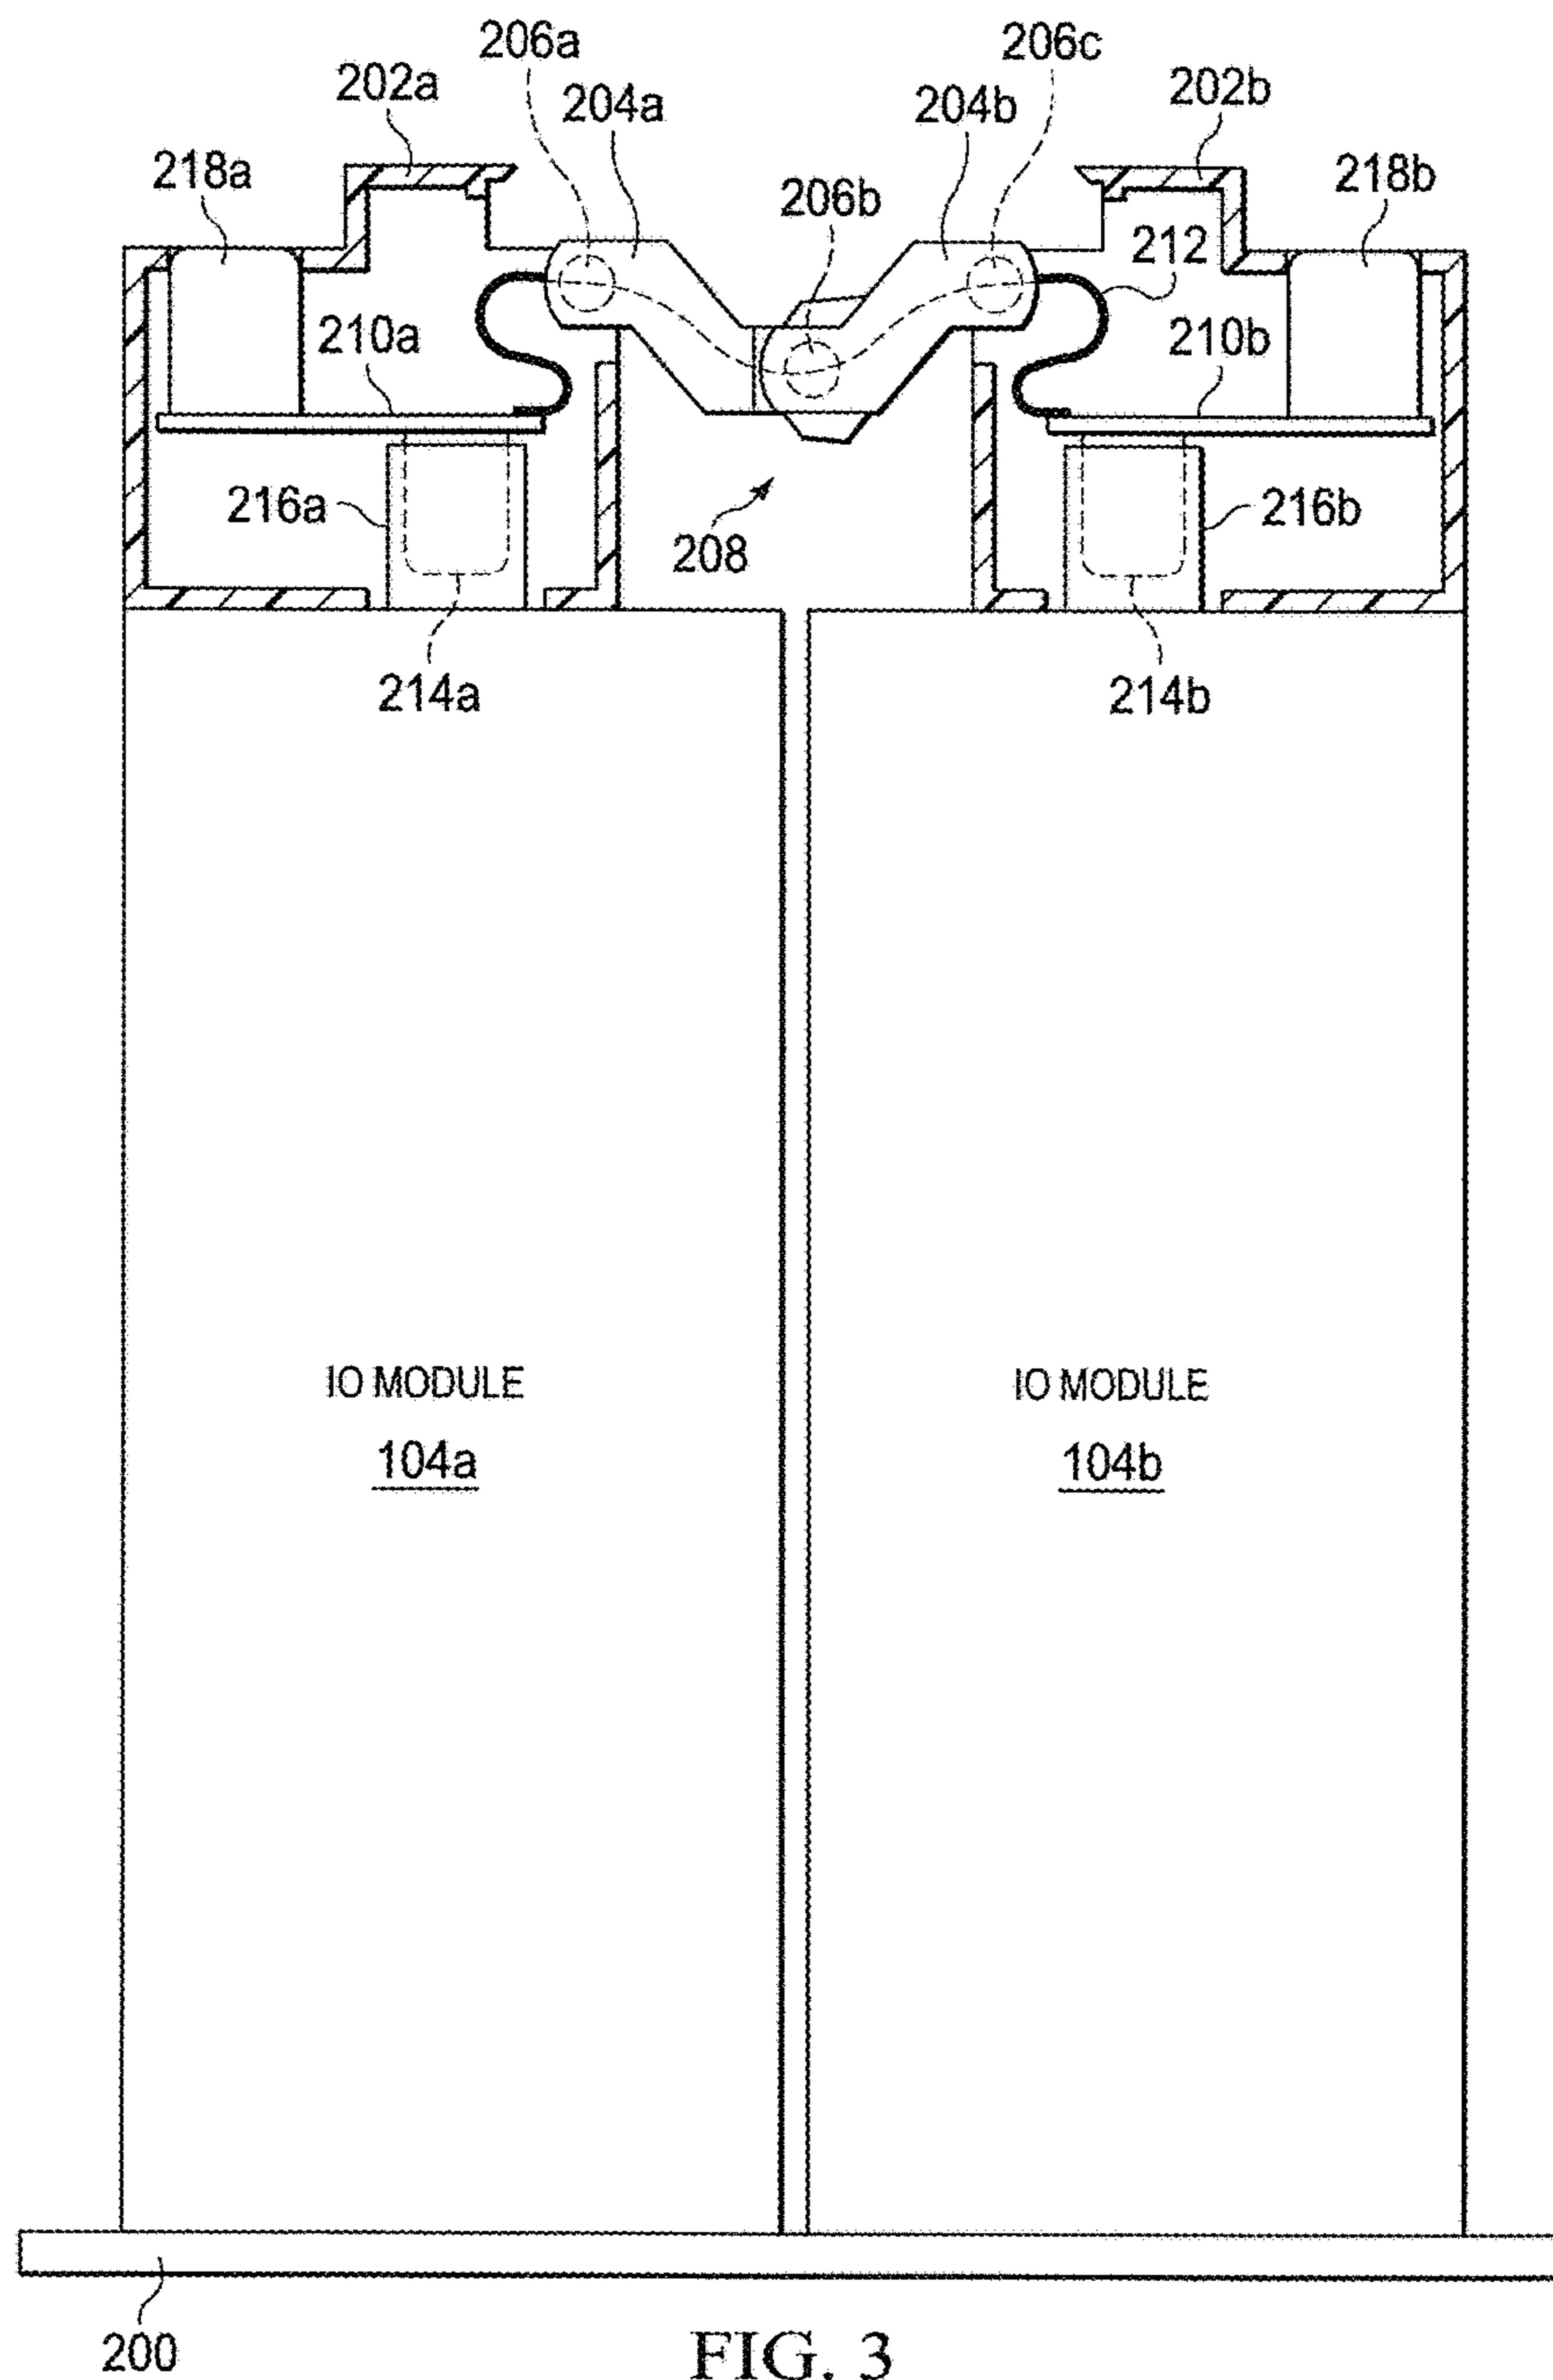 206a 206c
202a 204a 204b 202b
218a 206b 218b
212
210a 210b
216a 216b
208
214a 214b
IO MODULE IO MODULE
104a 104b
200
FIG. 3